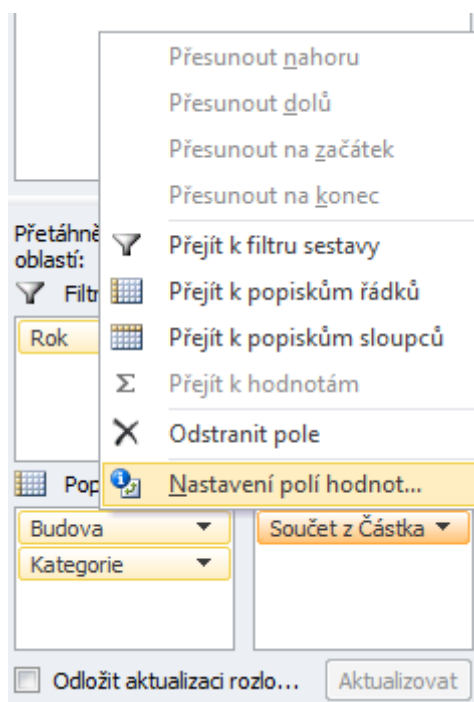 Přesunout nahoru
Přesunout dolů
Přesunout na začátek
Přesunout na konec
Přetáhně
oblastí:
Přejít k filtru sestavy
Filtr
Přejít k popiskům řádků
Rok
Přejít k popiskům sloupců
Σ Přejít k hodnotám
Odstranit pole
Pop
Nastavení polí hodnot...
Budova
Součet z Částka
Kategorie
Odložit aktualizaci rozlo...
Aktualizovat